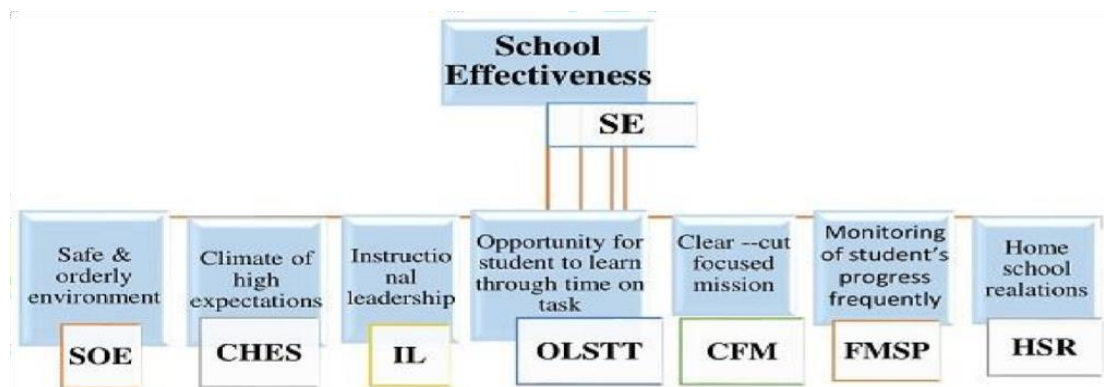 School
Effectiveness
SE
Safe &
orderly
environment
SOE
Climate of
high
expectations
CHES
Instructio
nal
leadership
IL
Opportunity for
student to learn
through time on
task
OLSTT
Clear --cut
focused
mission
CFM
Monitoring
of student’s
progress
frequently
FMSP
Home
school
realations
HSR